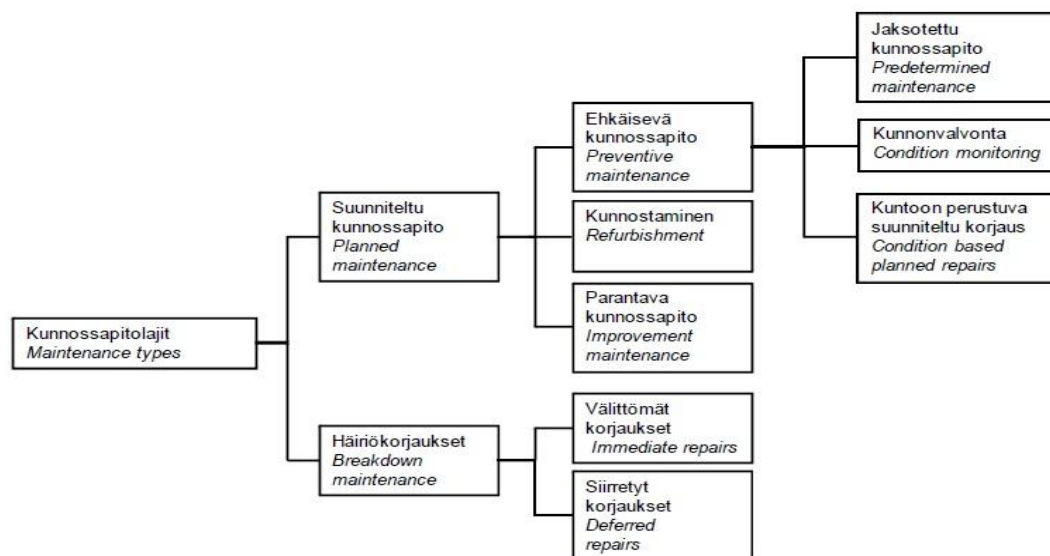 Kunnossapitolajit
Maintenance types
Suunniteltu
kunnossapito
Planned
maintenance
Häiriökorjaukset
Breakdown
maintenance
Ehkäisevä
kunnossapito
Preventive
maintenance
Kunnostaminen
Refurbishment
Parantava
kunnossapito
Improvement
maintenance
Välittömät
korjaukset
Immediate repairs
Siirretyt
korjaukset
Deferred
repairs
Jaksotettu
kunnossapito
Predetermined
maintenance
Kunnonvalvonta
Condition monitoring
Kuntoon perustuva
suunniteltu korjaus
Condition based
planned repairs